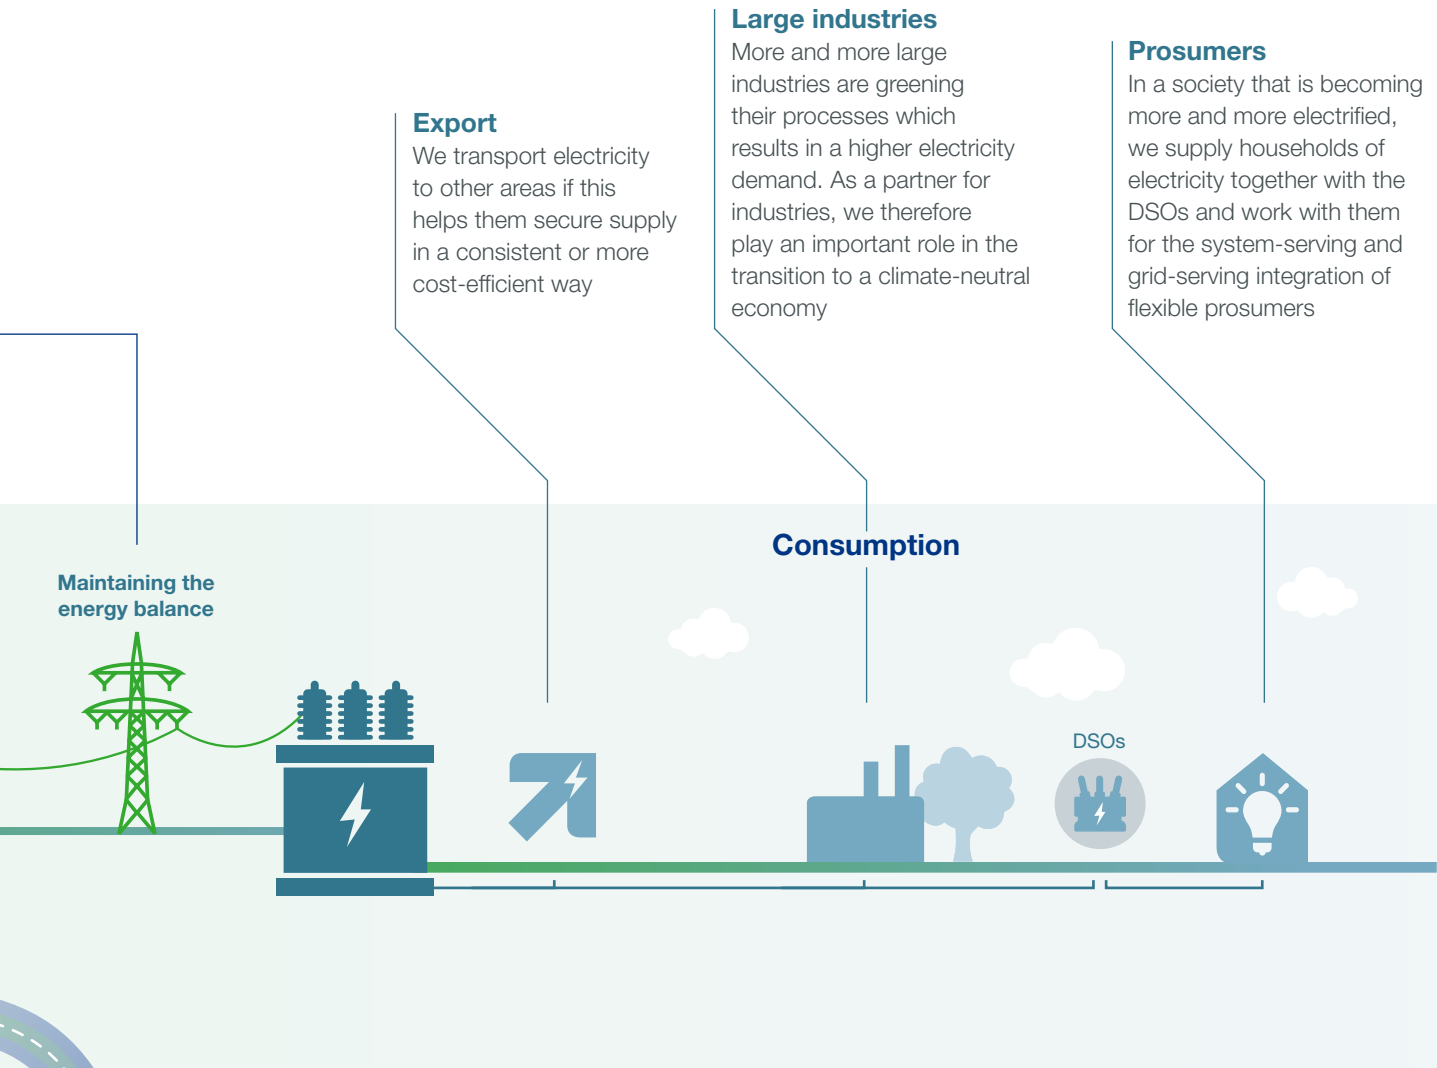 Export
We transport electricity
to other areas if this
helps them secure supply
in a consistent or more
cost-efficient way
Large industries
More and more large
industries are greening
their processes which
results in a higher electricity
demand. As a partner for
industries, we therefore
play an important role in the
transition to a climate-neutral
economy
Prosumers
In a society that is becoming
more and more electrified,
we supply households of
electricity together with the
DSOs and work with them
for the system-serving and
grid-serving integration of
flexible prosumers
Consumption
Maintaining the
energy balance
DSOs